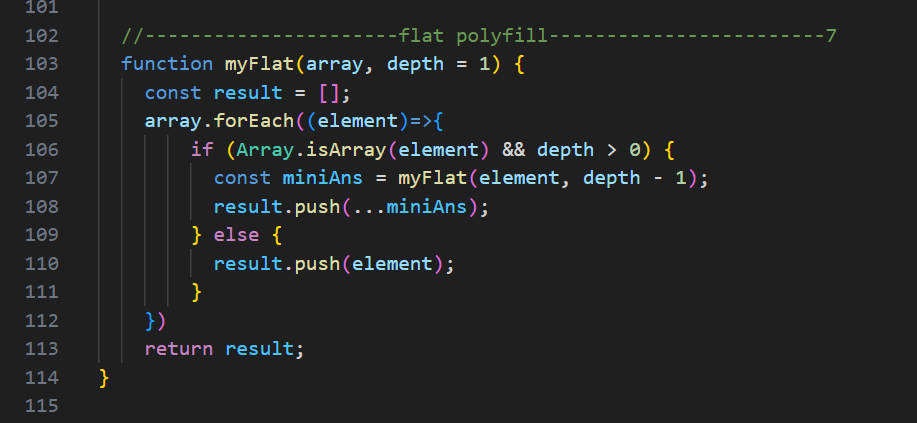 101
102 //----------------------flat polyfill------------------------7
103 function myFlat(array, depth = 1) {
104 const result = [];
105 array.forEach((element)=>{
106 if (Array.isArray(element) && depth > 0) {
107 const miniAns = myFlat(element, depth - 1);
108 result.push(...miniAns);
109 } else {
110 result.push(element);
111 }
112 })
113 return result;
114 }
115